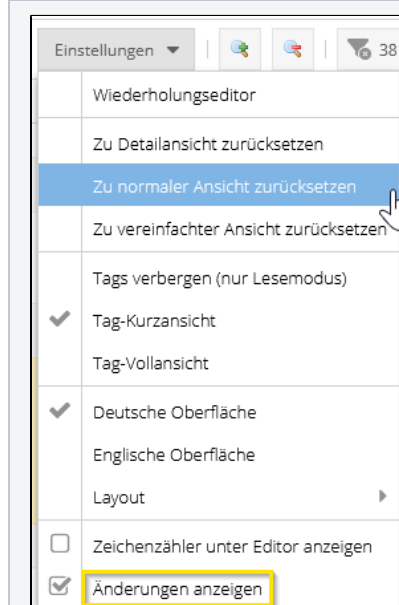 Einstellungen
38
Wiederholungseditor
Zu Detailansicht zurücksetzen
Zu normaler Ansicht zurücksetzen
Zu vereinfachter Ansicht zurücksetzen
Tags verbergen (nur Lesemodus)
Tag-Kurzansicht
Tag-Vollansicht
Deutsche Oberfläche
Englische Oberfläche
Layout
Zeichenzähler unter Editor anzeigen
Änderungen anzeigen